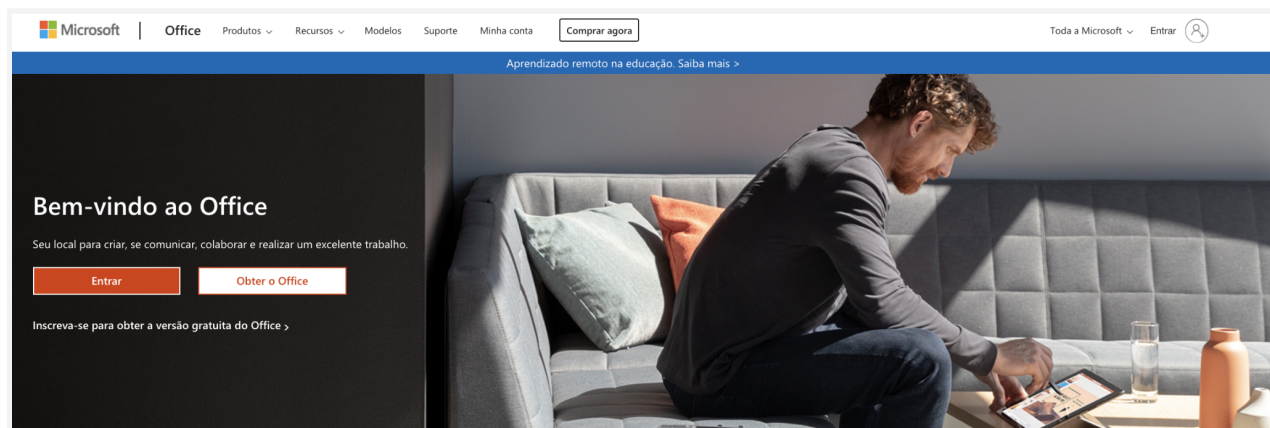 Microsoft Office Produtos Recursos Modelos Suporte Minha conta Comprar agora Toda a Microsoft Entrar
Aprendizado remoto na educação. Saiba mais >
Bem-vindo ao Office
Seu local para criar, se comunicar, colaborar e realizar um excelente trabalho.
Entrar Obter o Office
Inscreva-se para obter a versão gratuita do Office >